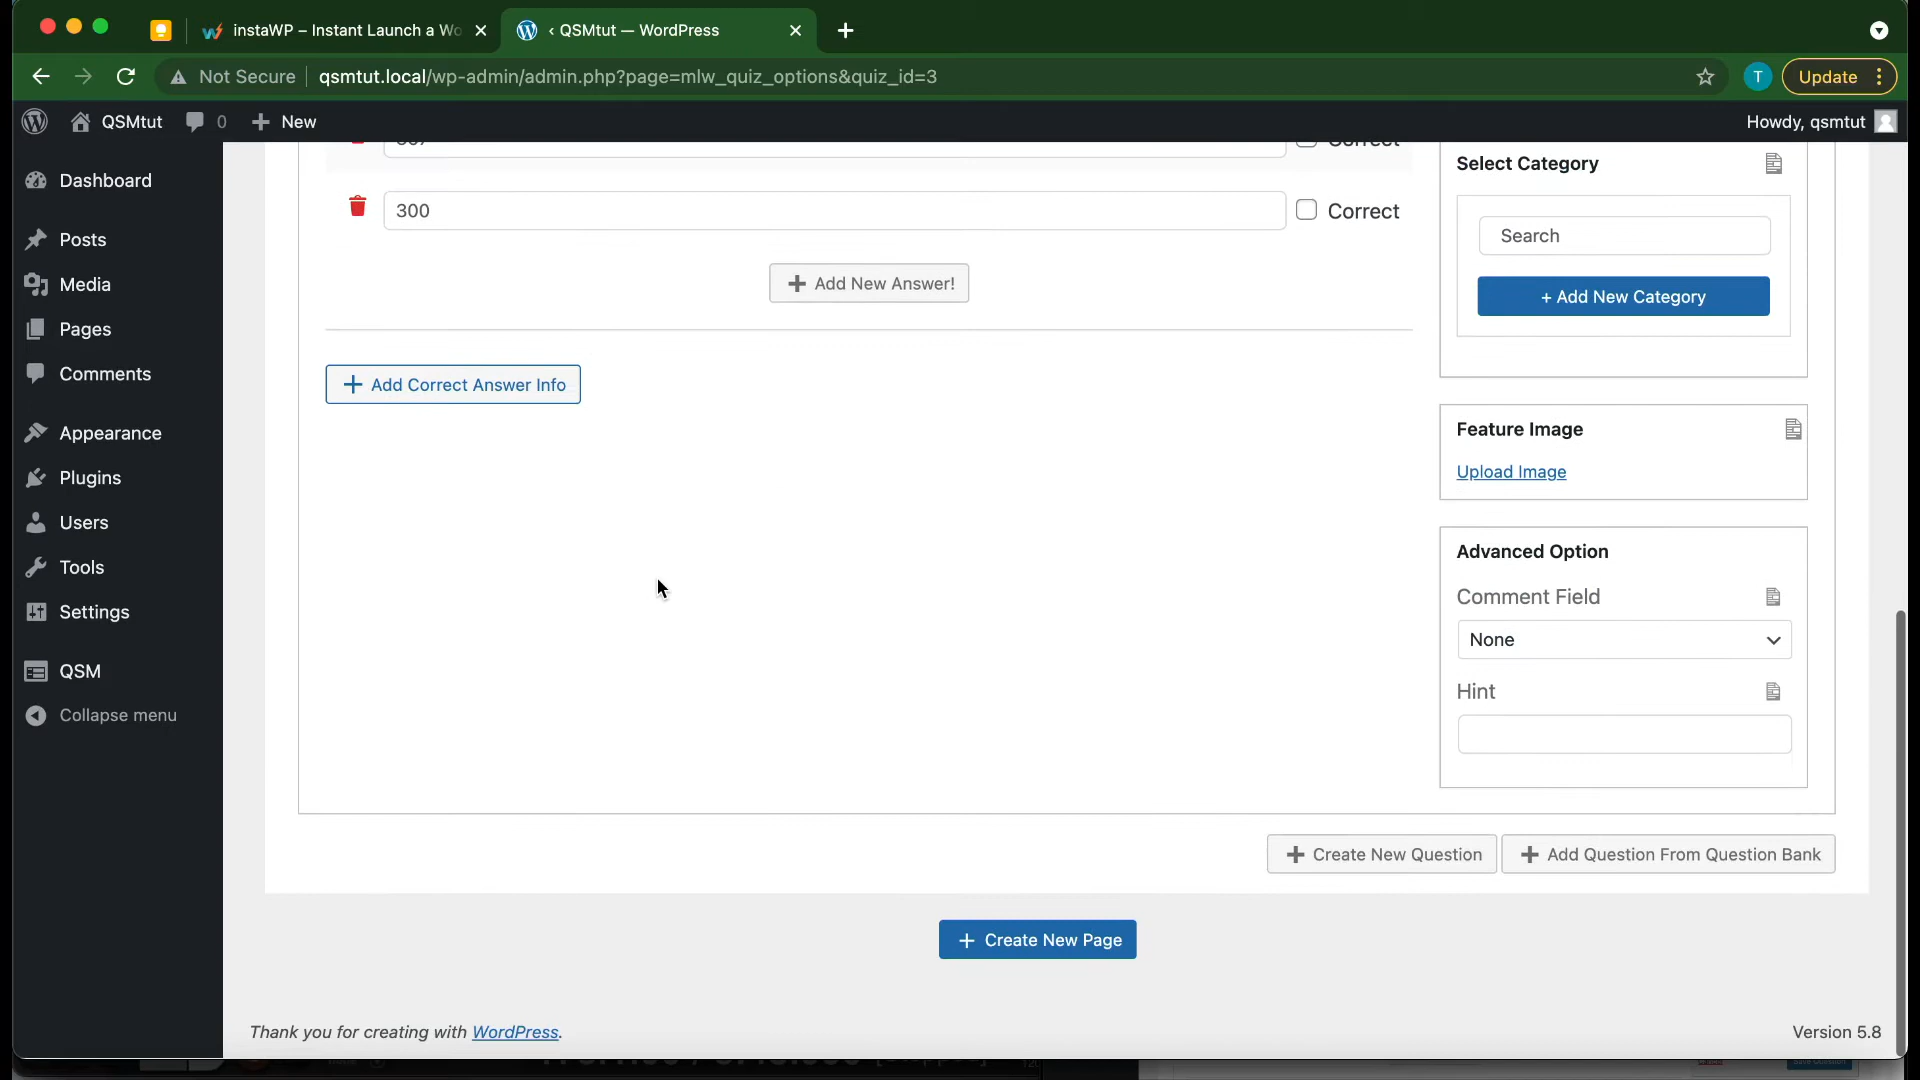 instaWP – Instant Launch a Wo
‹ QSMtut — WordPress
Not Secure
qsmtut.local/wp-admin/admin.php?page=mlw_quiz_options&quiz_id=3
T
Update
QSMtut
0
New
Howdy, qsmtut
Dashboard
Posts
Media
Pages
Comments
Appearance
Plugins
Users
Tools
Settings
QSM
Collapse menu
Correct
300
Correct
Add New Answer!
Add Correct Answer Info
Select Category
Search
+ Add New Category
Feature Image
Upload Image
Advanced Option
Comment Field
None
Hint
Create New Question
Add Question From Question Bank
Create New Page
Thank you for creating with WordPress.
Version 5.8